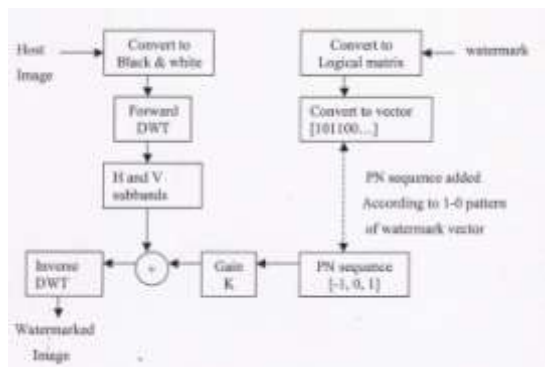 Host
Image
Convert to
Black & white
Convert to
Logical matrix
watermark
Forward
DWT
Convert to vector
[101100...]
H and V
subbands
PN sequence added
According to 1-0 pattern
of watermark vector
Inverse
DWT
+
Gain
K
PN sequence
[-1, 0, 1]
Watermarked
Image